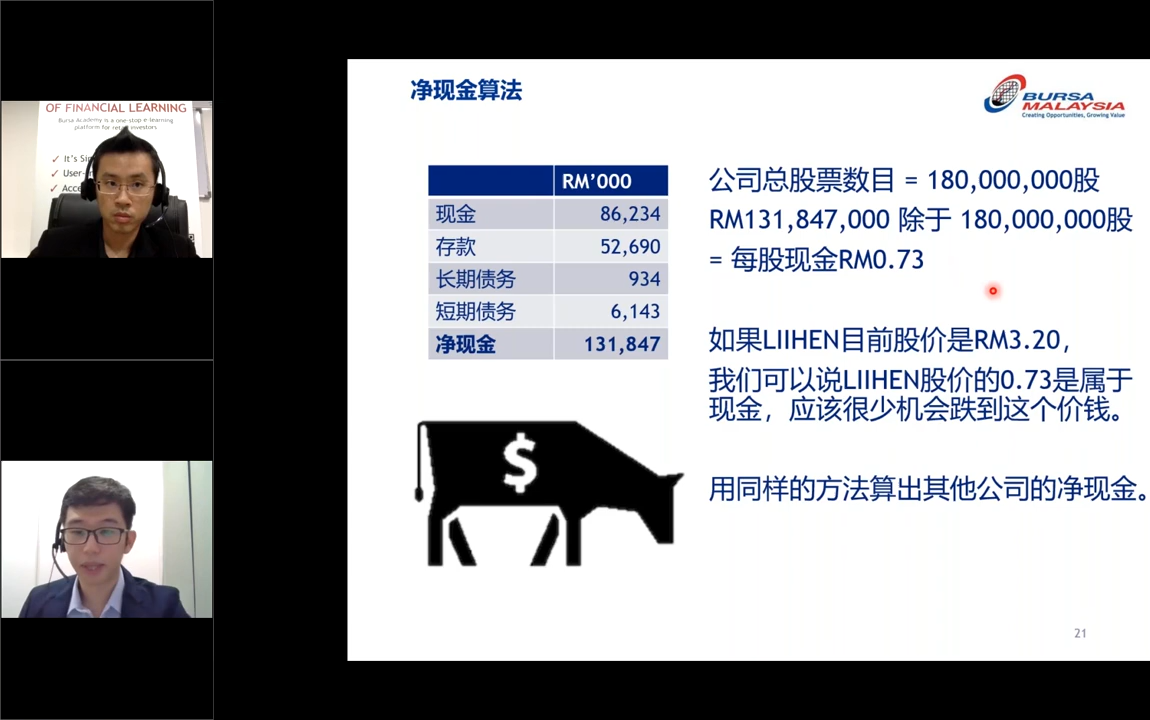 OF FINANCIAL LEARNING
Bursa Academy is a one-stop e-learning
platform for retail investors
✓ It's Si
✓ User-
✓ Acce
净现金算法
BURSA
MALAYSIA
Creating Opportunities, Growing Value
RM'000
现金 86,234
存款 52,690
长期债务 934
短期债务 6,143
净现金 131,847
公司总股票数目 = 180,000,000股
RM131,847,000 除于 180,000,000股
= 每股现金RM0.73
如果LIIHEN目前股价是RM3.20，
我们可以说LIIHEN股价的0.73是属于
现金，应该很少机会跌到这个价钱。
用同样的方法算出其他公司的净现金。
$
21